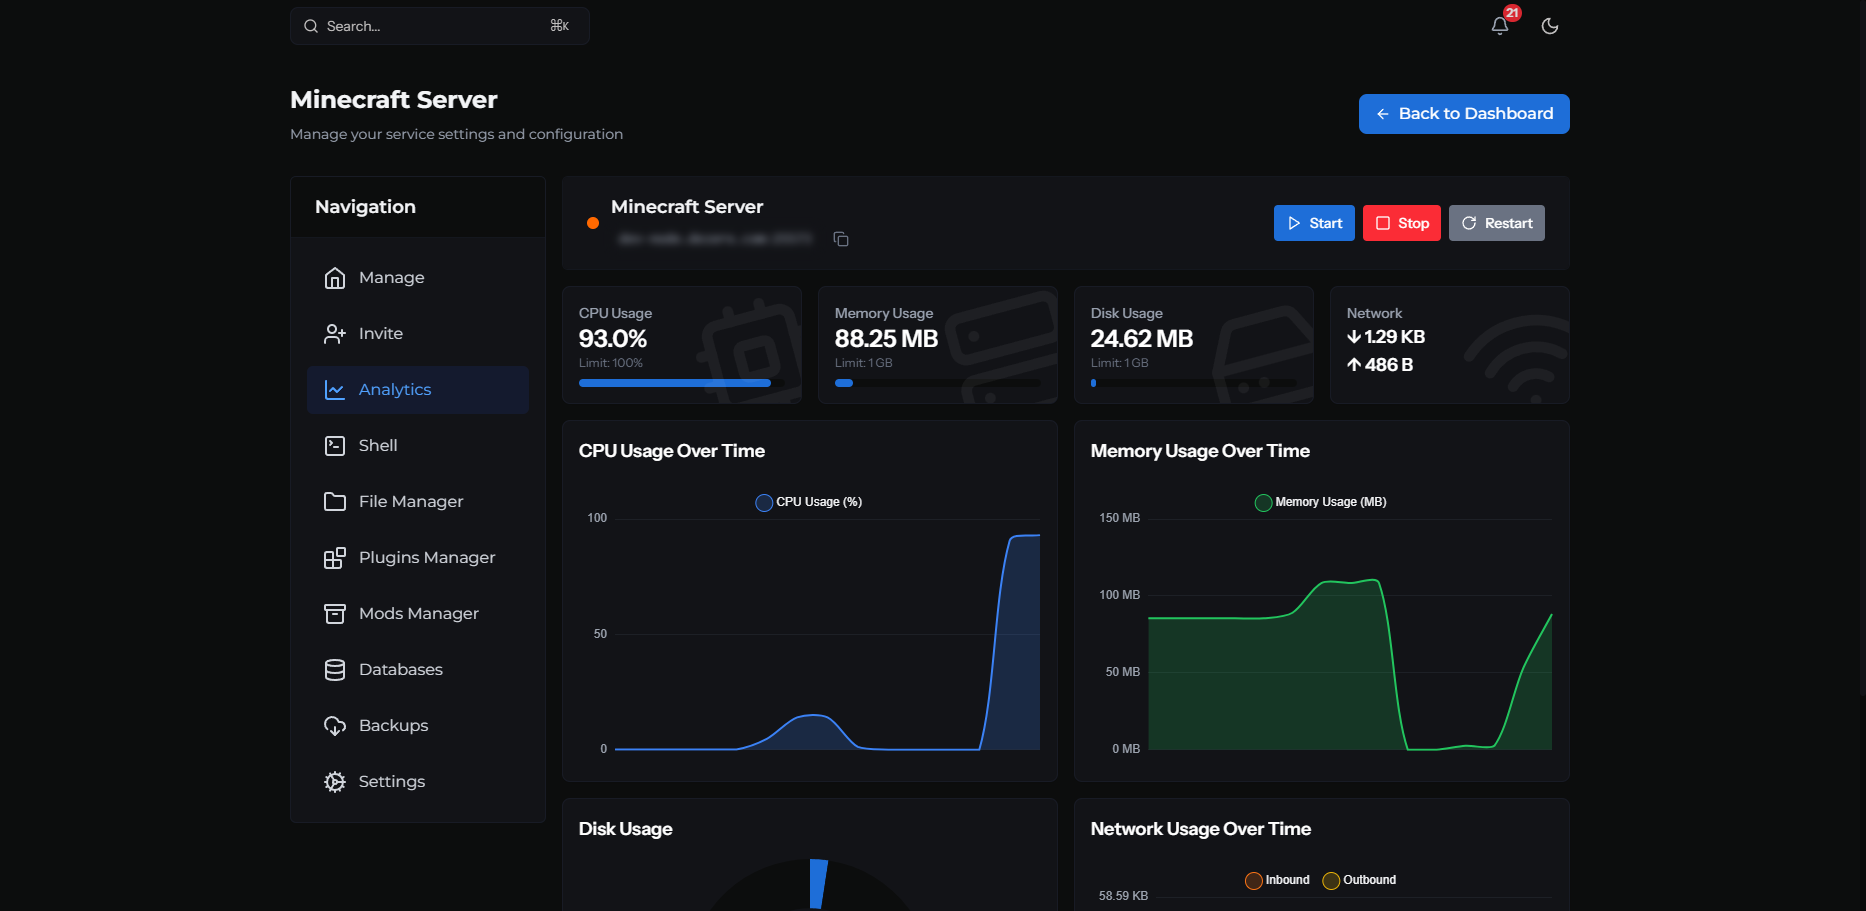 Search... ⌘K
21
Minecraft Server
Manage your service settings and configuration
Back to Dashboard
Navigation
Manage
Invite
Analytics
Shell
File Manager
Plugins Manager
Mods Manager
Databases
Backups
Settings
Minecraft Server
Start
Stop
Restart
CPU Usage
93.0%
Limit: 100%
Memory Usage
88.25 MB
Limit: 1 GB
Disk Usage
24.62 MB
Limit: 1 GB
Network
1.29 KB
486 B
CPU Usage Over Time
CPU Usage (%)
100
50
0
Memory Usage Over Time
Memory Usage (MB)
150 MB
100 MB
50 MB
0 MB
Disk Usage
Network Usage Over Time
Inbound
Outbound
58.59 KB